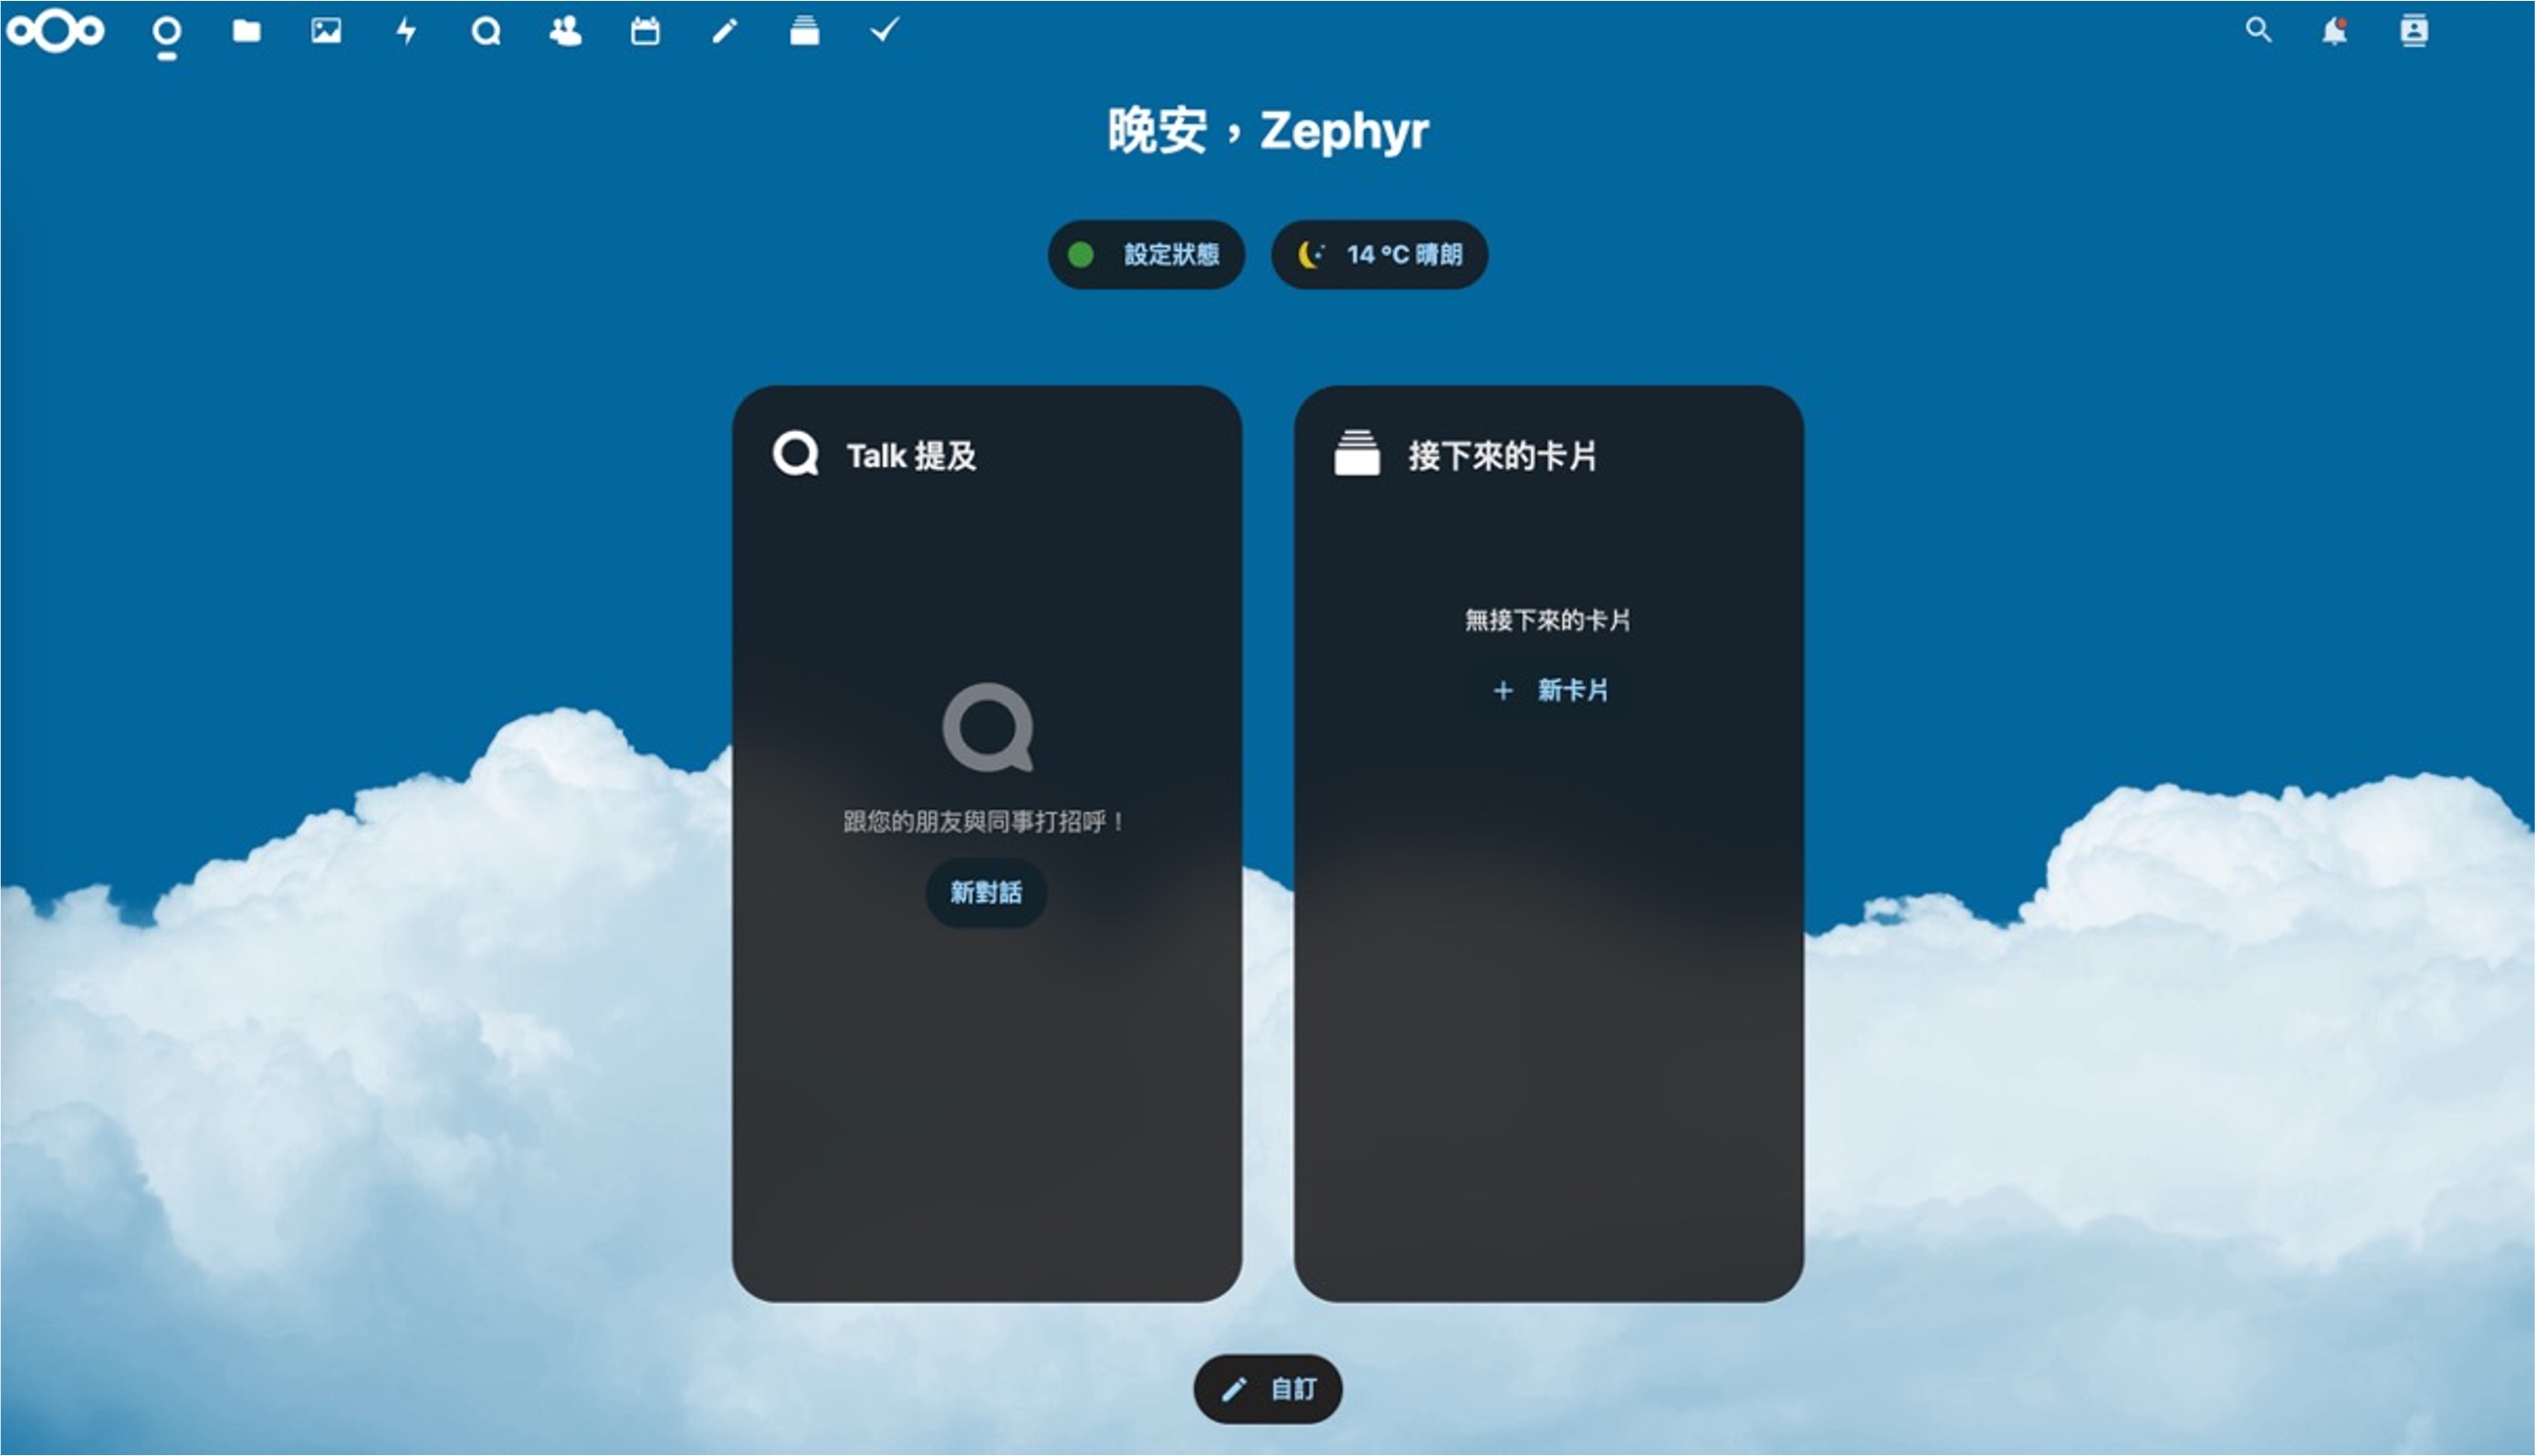 晚安，Zephyr
設定狀態
14 °C 晴朗
Talk 提及
跟您的朋友與同事打招呼！
新對話
接下來的卡片
無接下來的卡片
+ 新卡片
自訂